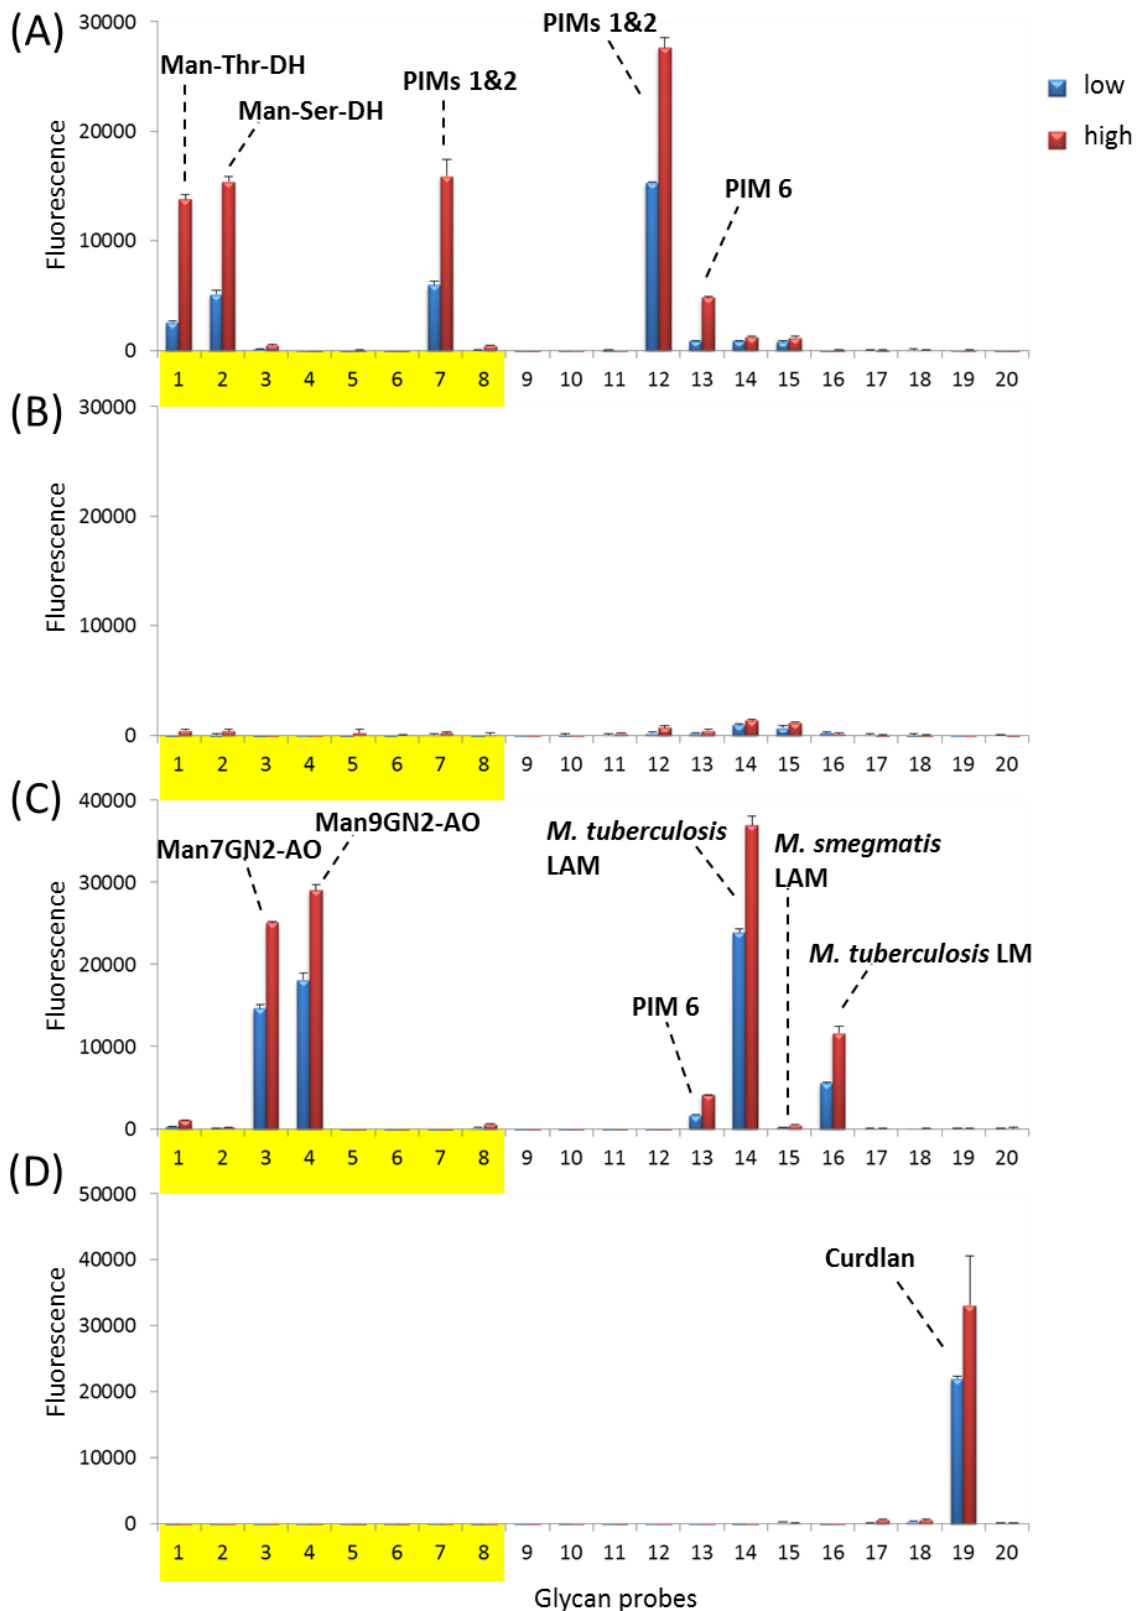 (A)
30000
20000
10000
0
Fluorescence
Man-Thr-DH
Man-Ser-DH
PIMs 1&2
PIMs 1&2
PIM 6
low
high
1 2 3 4 5 6 7 8 9 10 11 12 13 14 15 16 17 18 19 20
(B)
30000
20000
10000
0
Fluorescence
1 2 3 4 5 6 7 8 9 10 11 12 13 14 15 16 17 18 19 20
(C)
40000
30000
20000
10000
0
Fluorescence
Man7GN2-AO
Man9GN2-AO
M. tuberculosis
LAM
M. smegmatis
LAM
PIM 6
M. tuberculosis LM
1 2 3 4 5 6 7 8 9 10 11 12 13 14 15 16 17 18 19 20
(D)
50000
40000
30000
20000
10000
0
Fluorescence
Curdlan
1 2 3 4 5 6 7 8 9 10 11 12 13 14 15 16 17 18 19 20
Glycan probes